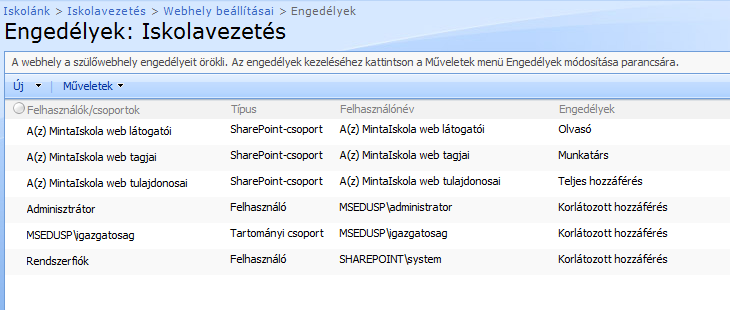 Iskolánk > Iskolavezetés > Webhely beállításai > Engedélyek
Engedélyek: Iskolavezetés
A webhely a szülőwebhely engedélyeit örökli. Az engedélyek kezeléséhez kattintson a Műveletek menü Engedélyek módosítása parancsára.
Új Műveletek
Felhasználók/csoportok Típus Felhasználónév Engedélyek
A(z) MintaIskola web látogatói SharePoint-csoport A(z) MintaIskola web látogatói Olvasó
A(z) MintaIskola web tagjai SharePoint-csoport A(z) MintaIskola web tagjai Munkatárs
A(z) MintaIskola web tulajdonosai SharePoint-csoport A(z) MintaIskola web tulajdonosai Teljes hozzáférés
Adminisztrátor Felhasználó MSEDUSP\administrator Korlátozott hozzáférés
MSEDUSP\igazgatosag Tartományi csoport MSEDUSP\igazgatosag Korlátozott hozzáférés
Rendszerfiók Felhasználó SHAREPOINT\system Korlátozott hozzáférés